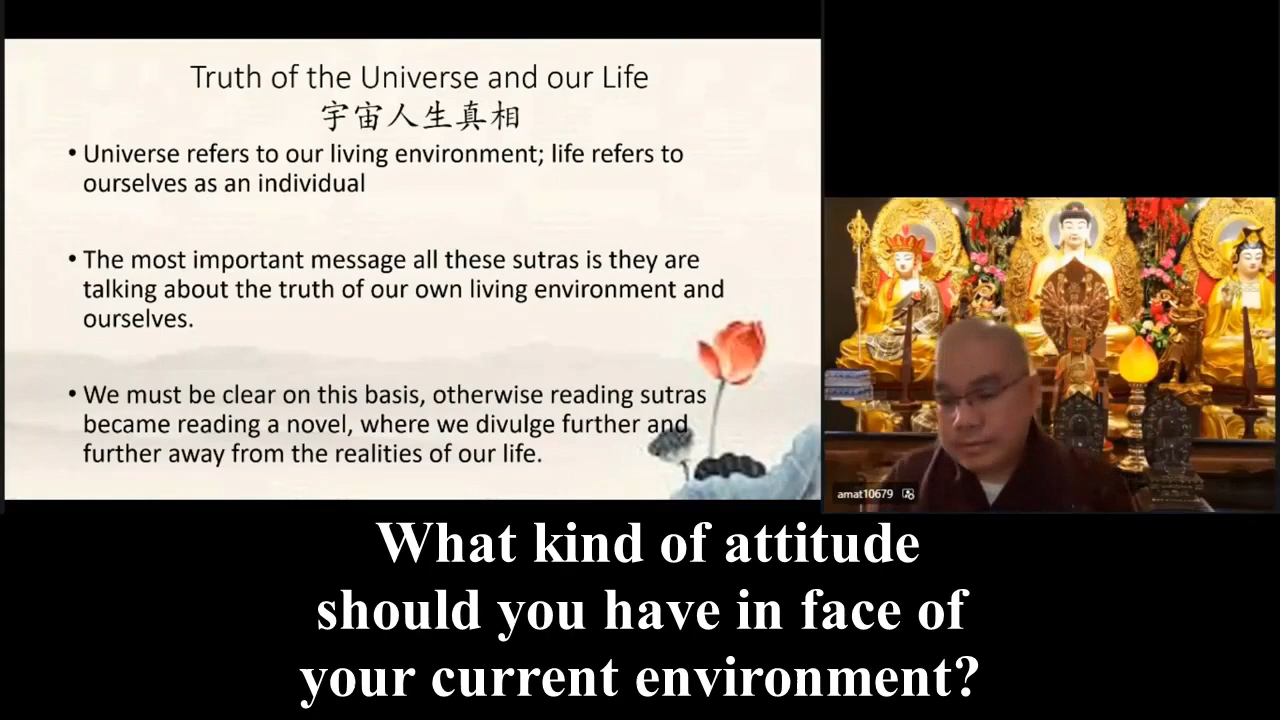 Truth of the Universe and our Life
宇宙人生真相
• Universe refers to our living environment; life refers to
ourselves as an individual
• The most important message all these sutras is they are
talking about the truth of our own living environment and
ourselves.
• We must be clear on this basis, otherwise reading sutras
became reading a novel, where we divulge further and
further away from the realities of our life.
amat10679
What kind of attitude
should you have in face of
your current environment?